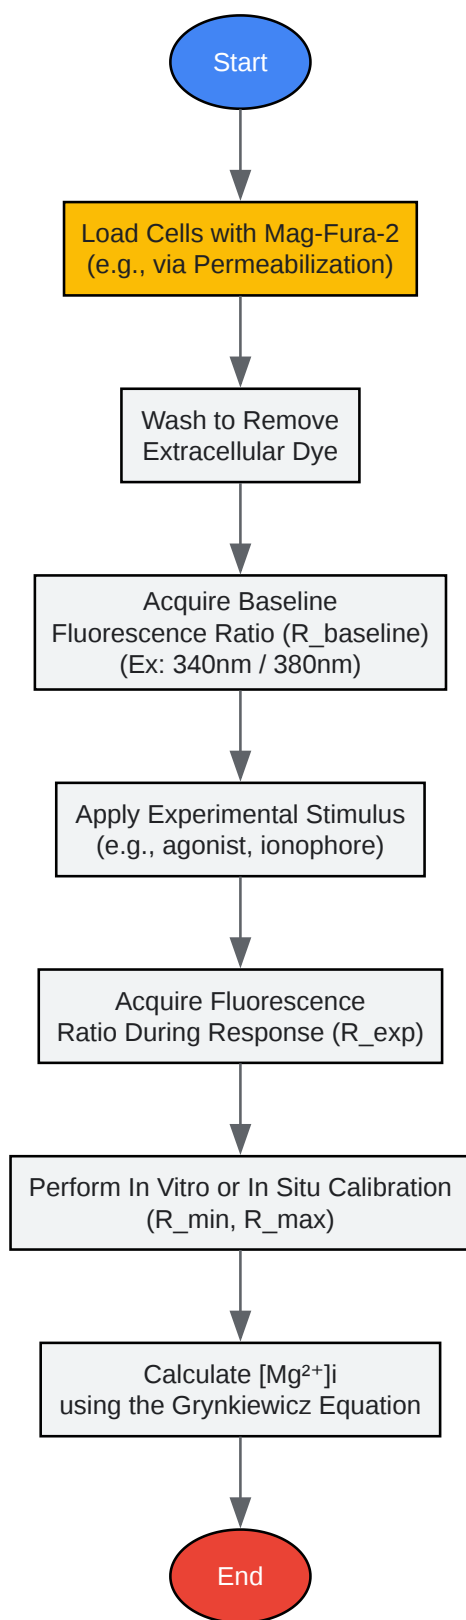 Start
Load Cells with Mag-Fura-2
(e.g., via Permeabilization)
Wash to Remove
Extracellular Dye
Acquire Baseline
Fluorescence Ratio (R_baseline)
(Ex: 340nm / 380nm)
Apply Experimental Stimulus
(e.g., agonist, ionophore)
Acquire Fluorescence
Ratio During Response (R_exp)
Perform In Vitro or In Situ Calibration
(R_min, R_max)
Calculate [Mg²⁺]i
using the Grynkiewicz Equation
End